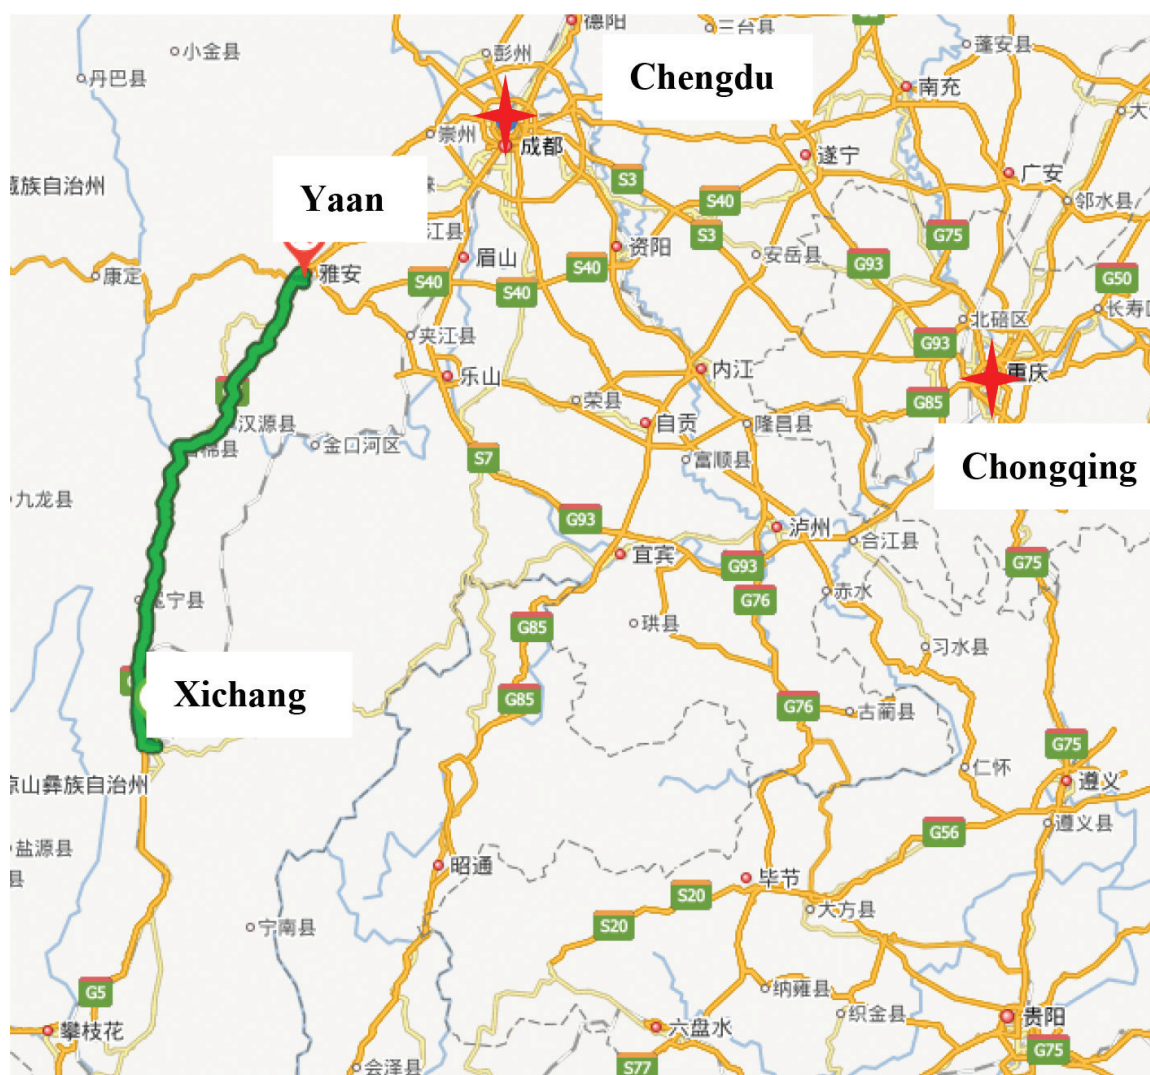 德阳
三台县
小金县
彭州
蓬安县
丹巴县
Chengdu
南充
崇州
成都
遂宁
广安
S3
Yaan
藏族自治州
S40
邻水县
江县
S3
G75
资阳
安岳县
眉山
G93
S40
G50
康定
雅安
S40
S40
长寿区
北碚区
夹江县
G93
内江
重庆
乐山
荣县
G85
汉源县
自贡
隆昌县
金口河区
石棉县
S7
富顺县
Chongqing
九龙县
G93
泸州
合江县
宜宾
G93
G75
冕宁县
G76
赤水
珙县
G85
习水县
Xichang
G85
G76
古蔺县
G75
凉山彝族自治州
仁怀
遵义
遵义县
G56
盐源县
县
昭通
毕节
S20
大方县
宁南县
S20
G5
纳雍县
织金县
攀枝花
六盘水
贵阳
G75
会泽县
S77